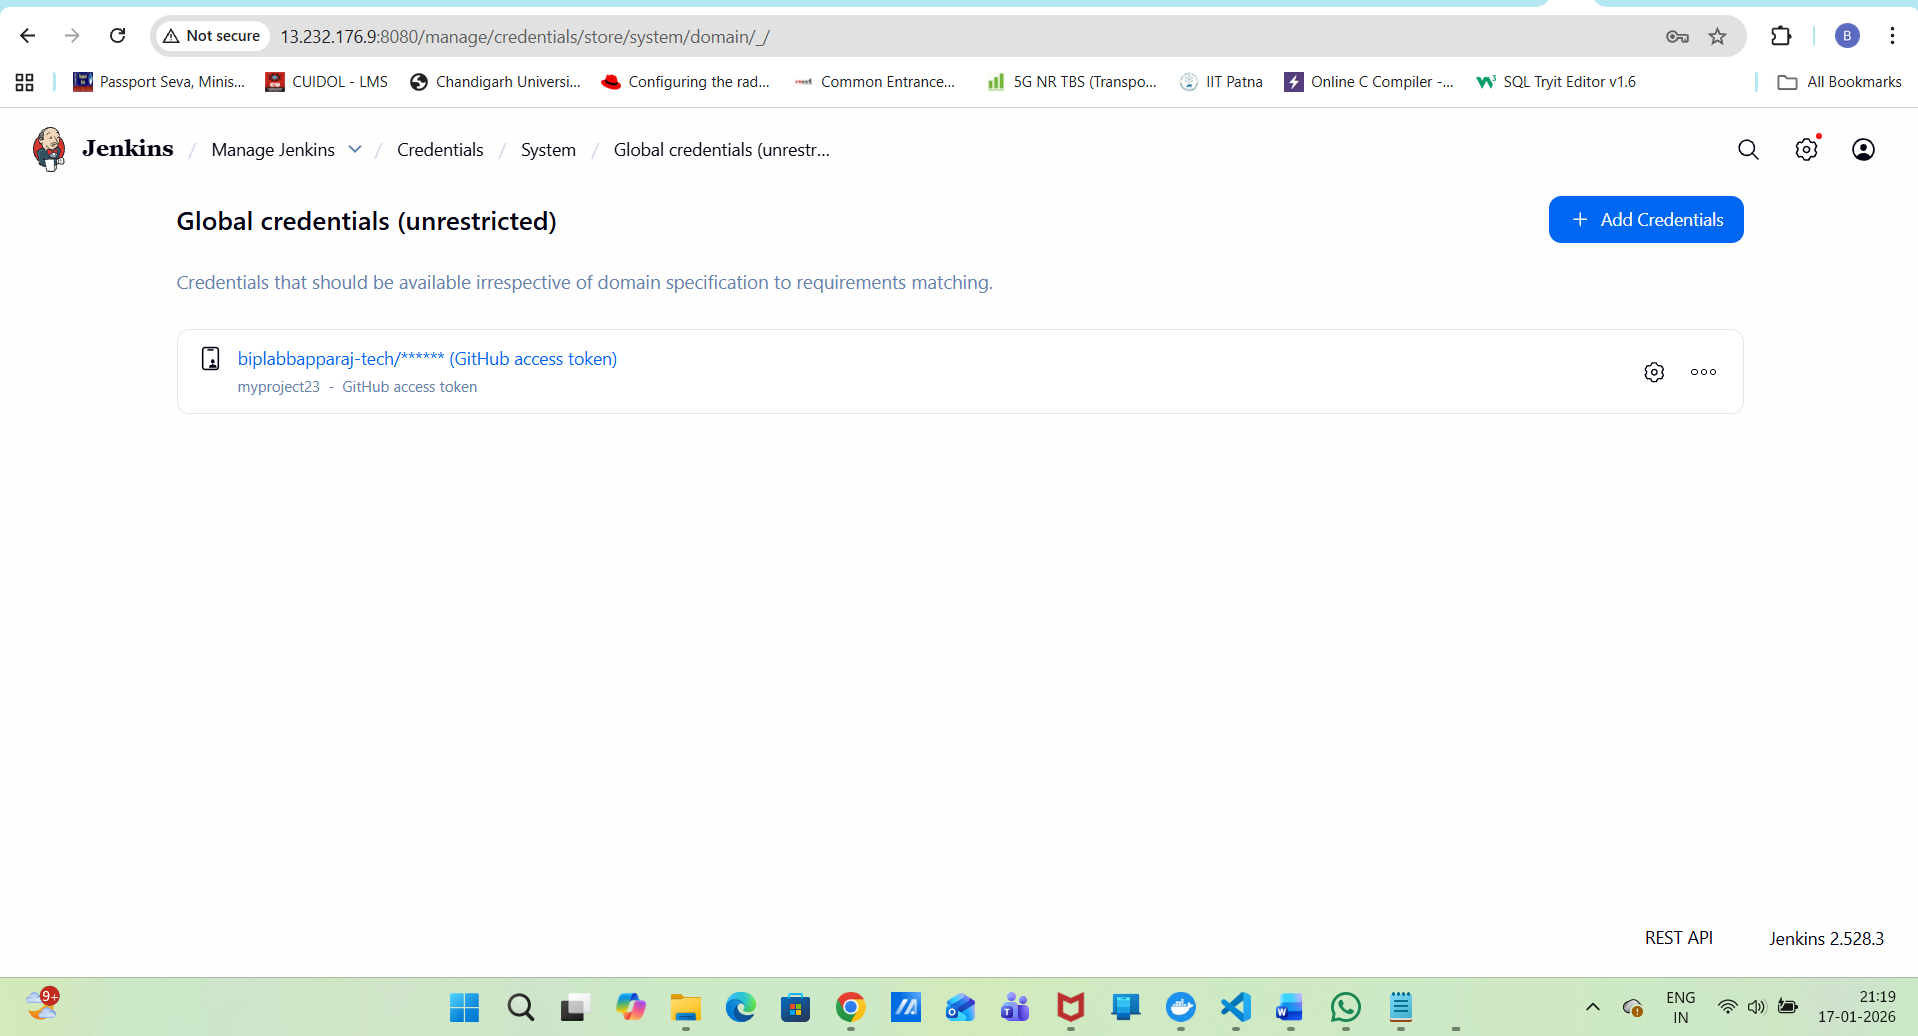 Not secure
13.232.176.9:8080/manage/credentials/store/system/domain/_/
B
Passport Seva, Minis...
CUIDOL - LMS
Chandigarh Universi...
Configuring the rad...
Common Entrance...
5G NR TBS (Transpo...
IIT Patna
Online C Compiler -...
SQL Tryit Editor v1.6
All Bookmarks
Jenkins / Manage Jenkins / Credentials / System / Global credentials (unrestr...
Global credentials (unrestricted)
+ Add Credentials
Credentials that should be available irrespective of domain specification to requirements matching.
biplabbapparaj-tech/****** (GitHub access token)
myproject23 - GitHub access token
REST API
Jenkins 2.528.3
9+
ENG
IN
21:19
17-01-2026